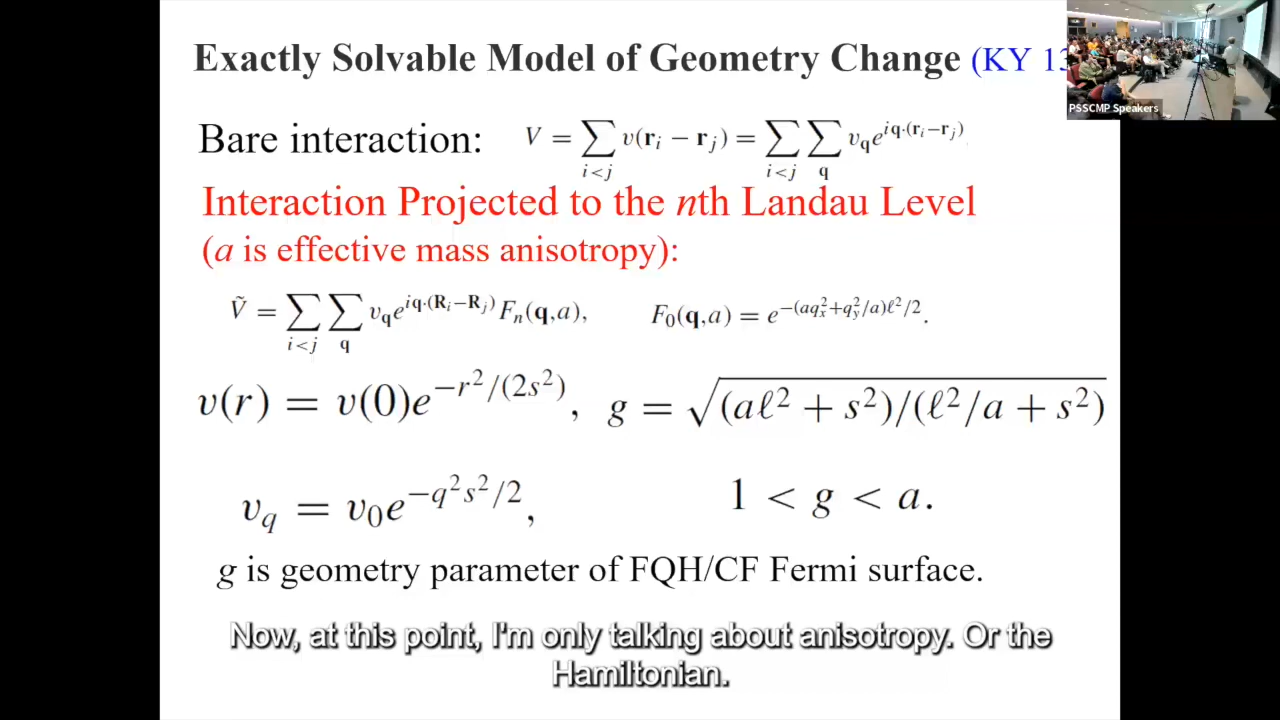 Exactly Solvable Model of Geometry Change (KY 13
PSSCMP Speakers
Bare interaction: V = ∑_{i<j} v(r_i − r_j) = ∑_{i<j} ∑_q v_q e^{iq·(r_i−r_j)}
Interaction Projected to the nth Landau Level
(a is effective mass anisotropy):
Ṽ = ∑_{i<j} ∑_q v_q e^{iq·(R_i−R_j)} F_n(q,a), F_0(q,a) = e^{−(aq_x^2+q_y^2/a)ℓ^2/2}.
v(r) = v(0)e^{−r^2/(2s^2)}, g = √(aℓ^2 + s^2)/(ℓ^2/a + s^2)
v_q = v_0 e^{−q^2s^2/2}, 1 < g < a.
g is geometry parameter of FQH/CF Fermi surface.
Now, at this point, I'm only talking about anisotropy. Or the
Hamiltonian.